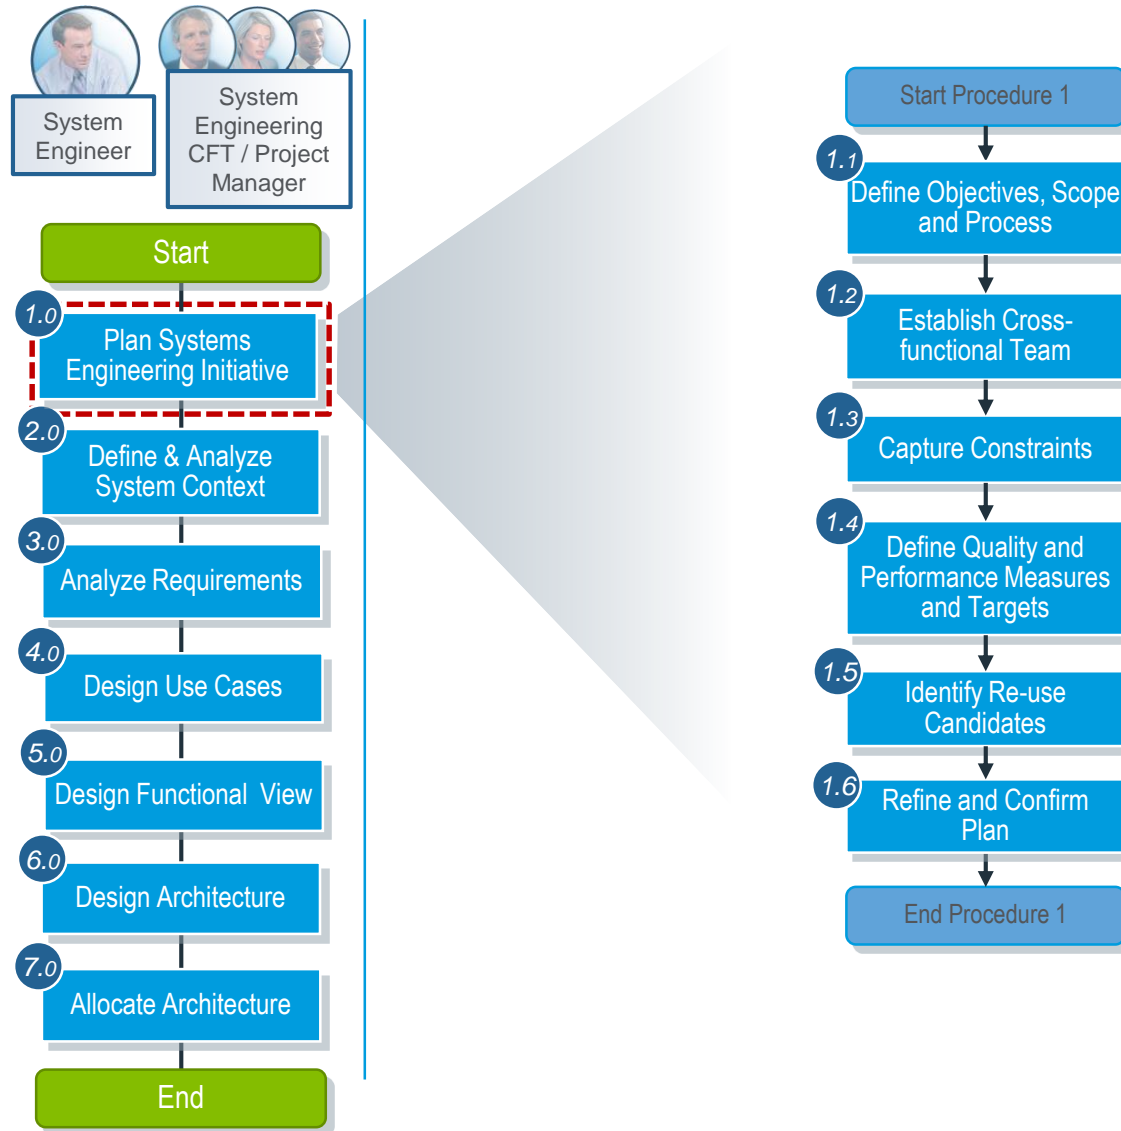 System
Engineer
System
Engineering
CFT / Project
Manager
Start
1.0
Plan Systems
Engineering Initiative
2.0
Define & Analyze
System Context
3.0
Analyze Requirements
4.0
Design Use Cases
5.0
Design Functional View
6.0
Design Architecture
7.0
Allocate Architecture
End
Start Procedure 1
1.1
Define Objectives, Scope
and Process
1.2
Establish Cross-
functional Team
1.3
Capture Constraints
1.4
Define Quality and
Performance Measures
and Targets
1.5
Identify Re-use
Candidates
1.6
Refine and Confirm
Plan
End Procedure 1